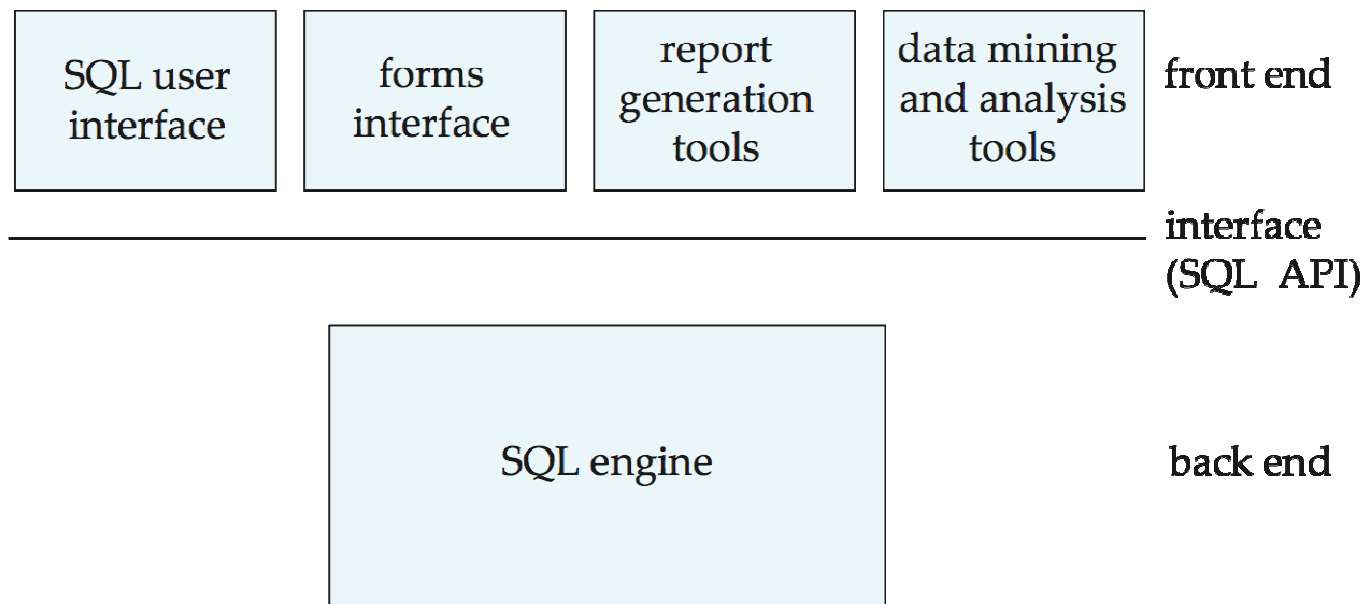 SQL user
interface
forms
interface
report
generation
tools
data mining
and analysis
tools
front end
interface
(SQL API)
SQL engine
back end